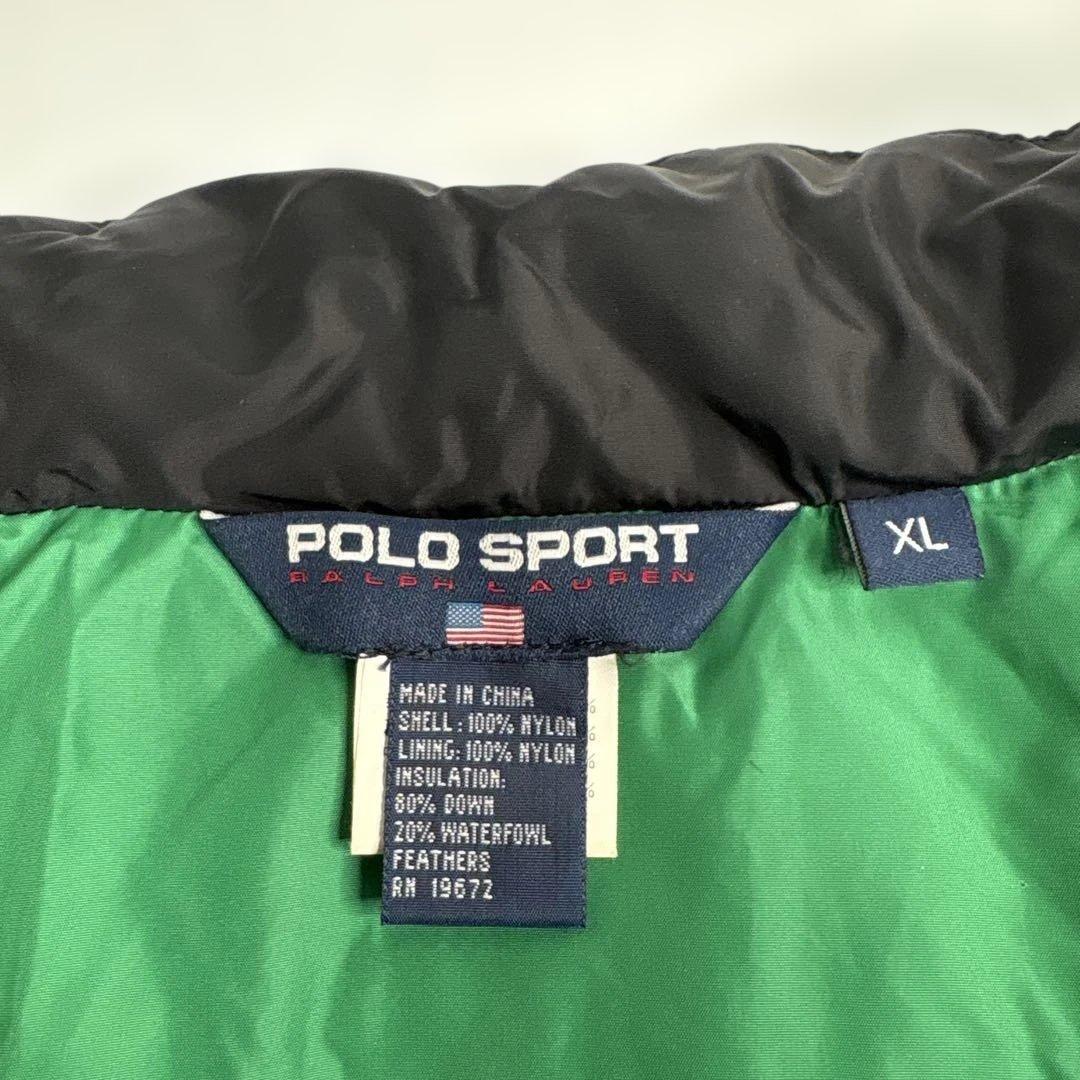 POLO SPORT
RALPH LAUREN
XL
MADE IN CHINA
SHELL: 100% NYLON
LINING: 100% NYLON
INSULATION:
80% DOWN
20% WATERFOWL
FEATHERS
RN 19672
%
%
%
%